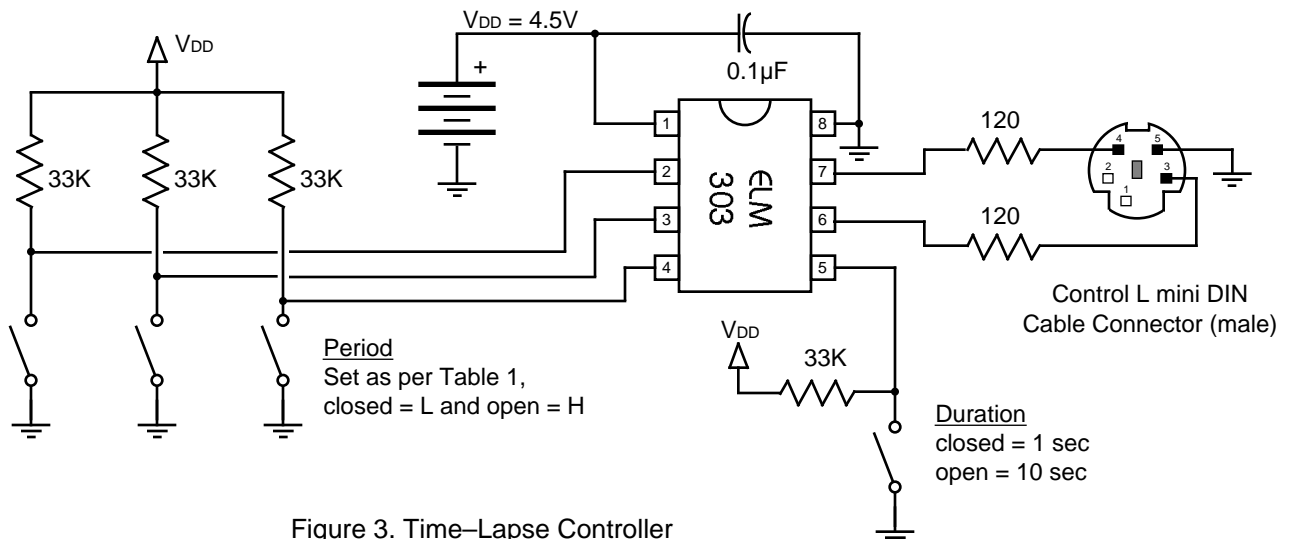 VDD
VDD = 4.5V
+
0.1µF
33K
33K
33K
1
2
3
4
8
7
6
5
ELM
303
120
120
4
5
2
3
1
Control L mini DIN
Cable Connector (male)
Period
Set as per Table 1,
closed = L and open = H
VDD
33K
Duration
closed = 1 sec
open = 10 sec
Figure 3. Time–Lapse Controller